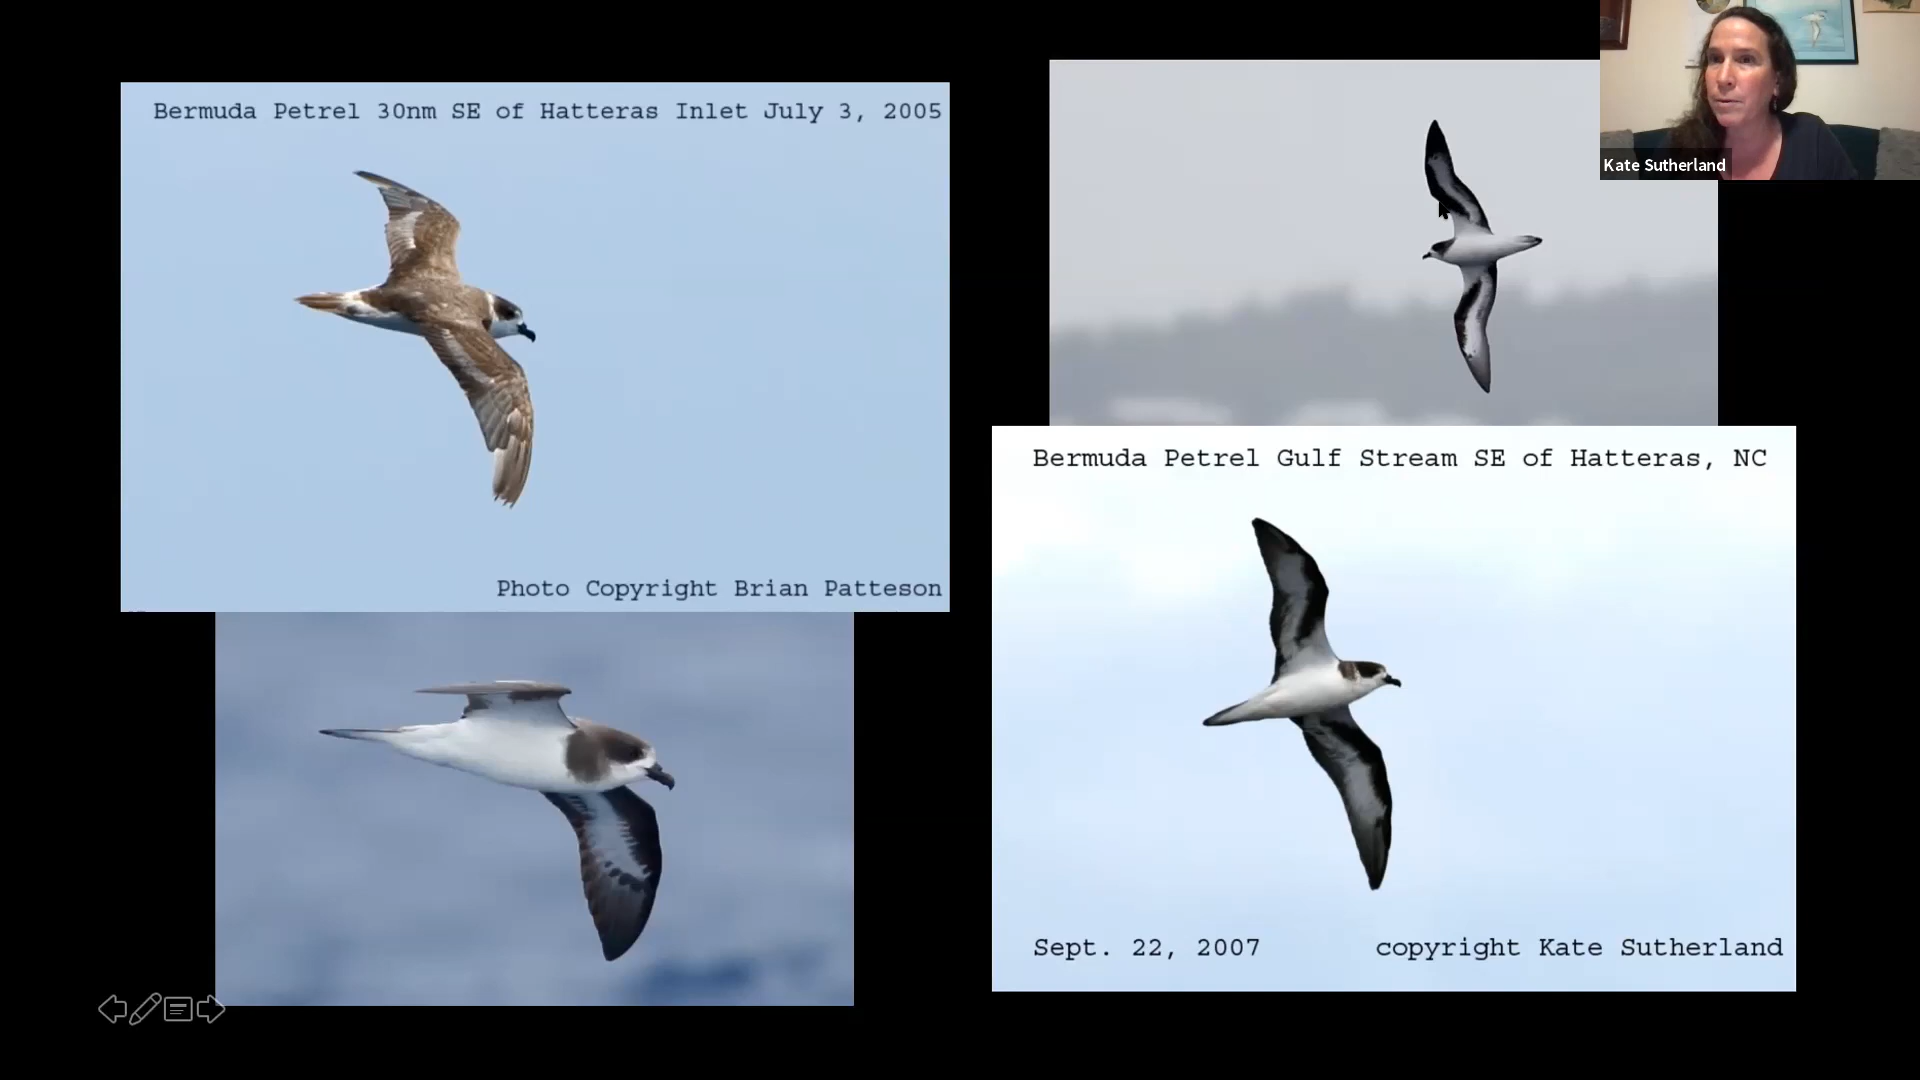 Bermuda Petrel 30nm SE of Hatteras Inlet July 3, 2005
Photo Copyright Brian Patteson
Kate Sutherland
Bermuda Petrel Gulf Stream SE of Hatteras, NC
Sept. 22, 2007 copyright Kate Sutherland